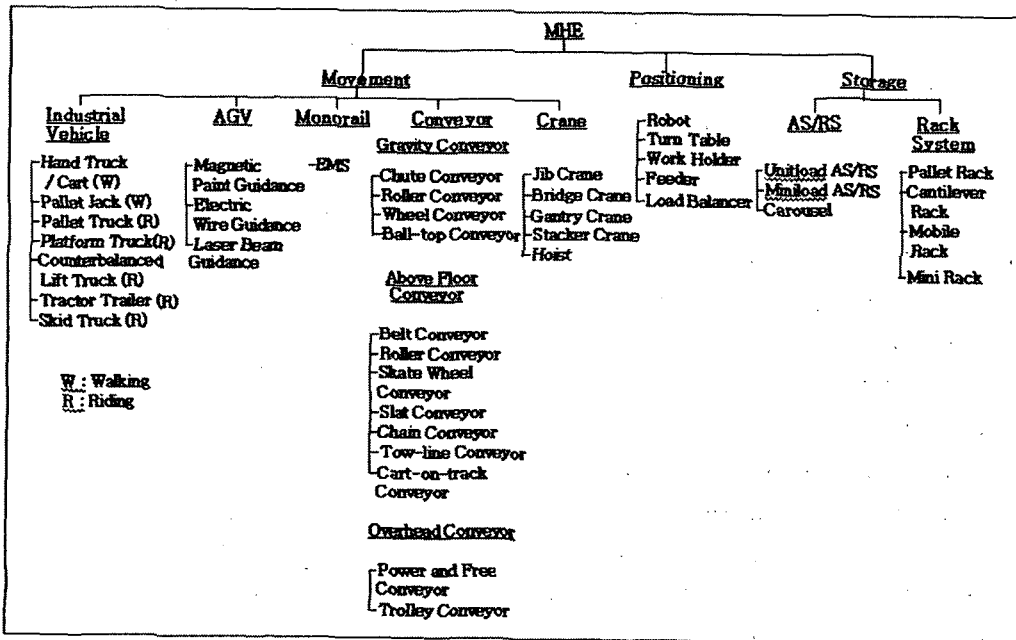 MHE
Movement
Positioning
Storage
Industrial
Vehicle
AGV
Monorail
Conveyor
Crane
AS/RS
Rack
System
Hand Truck
/ Cart (W)
Pallet Jack (W)
Pallet Truck (R)
Platform Truck(R)
Counterbalanced
Lift Truck (R)
Tractor Trailer (R)
Skid Truck (R)
W : Walking
R : Riding
Magnetic
Paint Guidance
Electric
Wire Guidance
Laser Beam
Guidance
EMS
Gravity Conveyor
Chute Conveyor
Roller Conveyor
Wheel Conveyor
Ball-top Conveyor
Above Floor
Conveyor
Belt Conveyor
Roller Conveyor
Skate Wheel
Conveyor
Slat Conveyor
Chain Conveyor
Tow-line Conveyor
Cart-on-track
Conveyor
Overhead Conveyor
Power and Free
Conveyor
Trolley Conveyor
Jib Crane
Bridge Crane
Gantry Crane
Stacker Crane
Hoist
Robot
Turn Table
Work Holder
Feeder
Load Balancer
Unitload AS/RS
Miniload AS/RS
Carousel
Pallet Rack
Cantilever
Rack
Mobile
Rack
Mini Rack